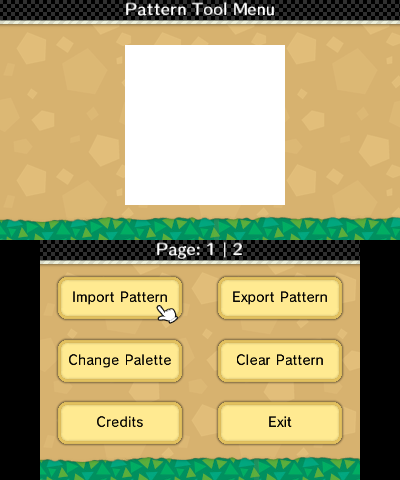 Pattern Tool Menu
Page: 1 | 2
Import Pattern
Export Pattern
Change Palette
Clear Pattern
Credits
Exit